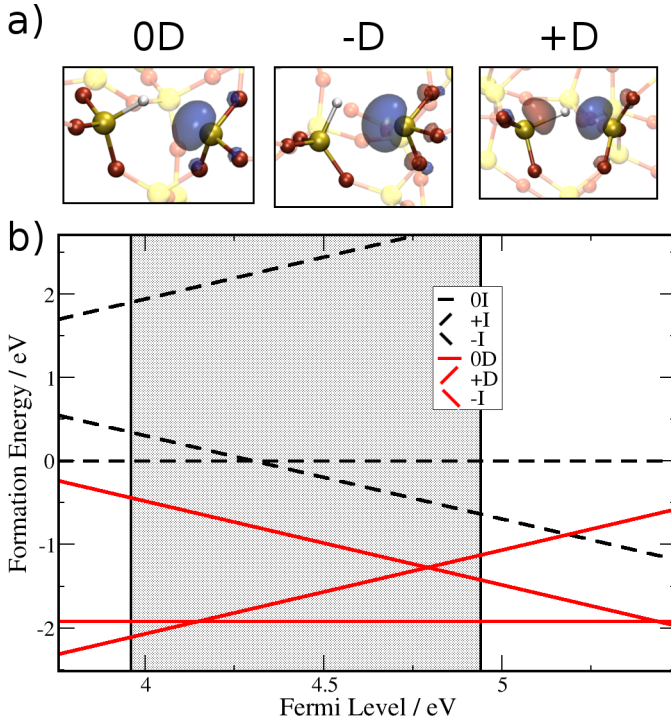 a)
0D
-D
+D
b)
2
1
0
-1
-2
Formation Energy / eV
0I
+I
-I
0D
+D
-I
4
4.5
5
Fermi Level / eV